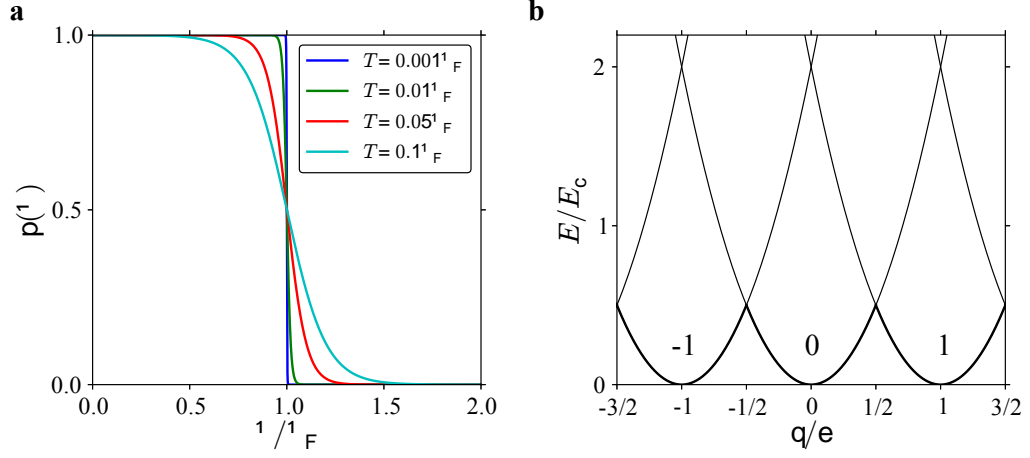 a
1.0
0.5
0.0
p(¹ )
0.0
0.5
1.0
1.5
2.0
¹ /¹ F
T = 0.001¹ F
T = 0.01¹ F
T = 0.05¹ F
T = 0.1¹ F
b
2
1
0
E/Ec
-1
0
1
-3/2
-1
-1/2
0
1/2
1
3/2
q/e